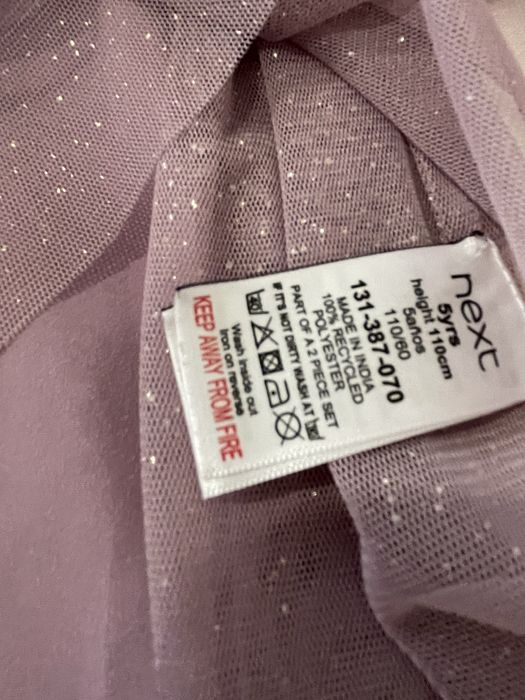 next
5yrs
height 110cm
5años
110/60
131-387-070
MADE IN INDIA
100% RECYCLED
POLYESTER
PART OF A 2 PIECE SET
IF IT'S NOT DIRTY WASH AT
Wash inside out
Iron on reverse
KEEP AWAY FROM FIRE